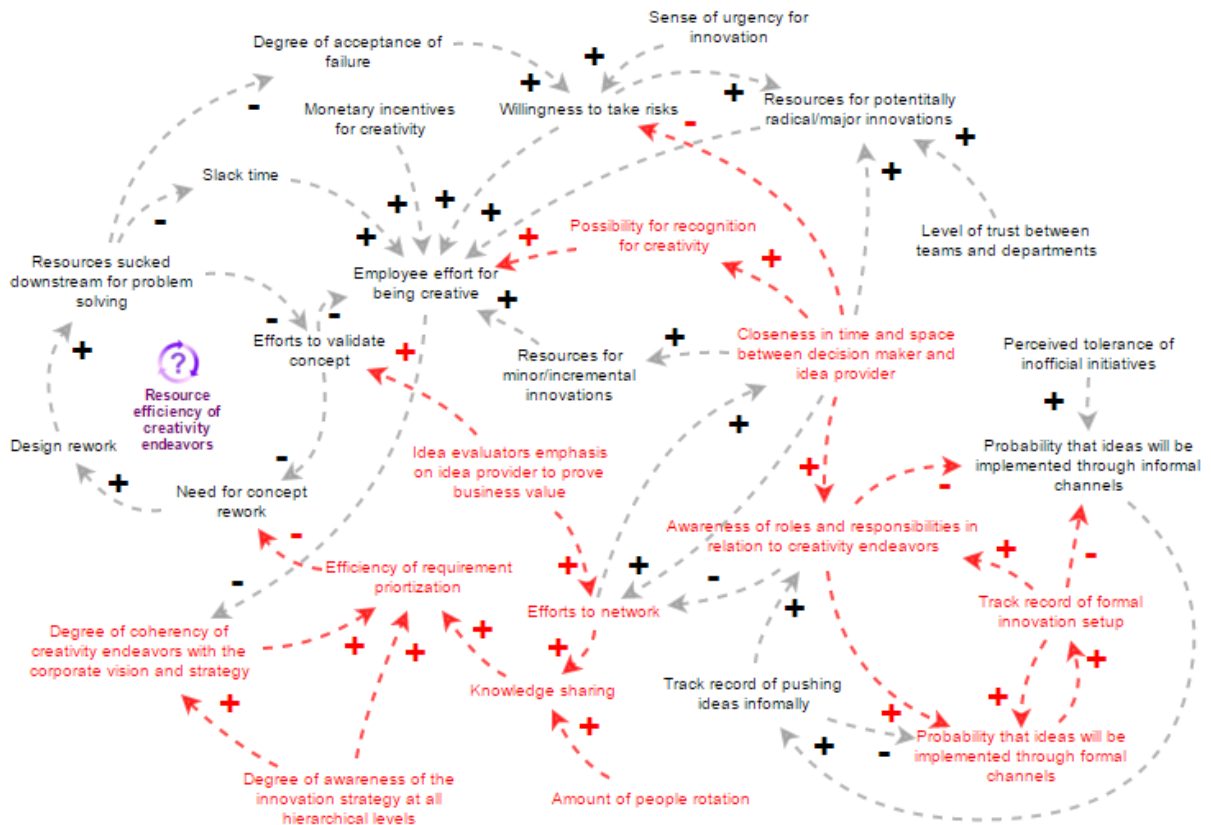 Sense of urgency for
innovation
Degree of acceptance of
failure
+
+
+
+
-
Monetary incentives
for creativity
Willingness to take risks
-
Resources for potentitally
radical/major innovations
+
+
Slack time
-
+
+
+
+
+
Possibility for recognition
for creativity
+
Level of trust between
teams and departments
Resources sucked
downstream for problem
solving
Employee effort for
being creative
+
-
-
+
Efforts to validate
concept
+
?
Resource
efficiency of
creativity
endeavors
Resources for
minor/incremental
innovations
+
Closeness in time and space
between decision maker and
idea provider
Perceived tolerance of
inofficial initiatives
+
+
Design rework
+
-
Need for concept
rework
Idea evaluators emphasis
on idea provider to prove
business value
+
Probability that ideas will be
implemented through informal
channels
-
-
Efficiency of requirement
priortization
+
+
-
Awareness of roles and responsibilities in
relation to creativity endeavors
+
-
-
Efforts to network
+
Track record of formal
innovation setup
+
Degree of coherency of
creativity endeavors with the
corporate vision and strategy
+
+
+
+
Knowledge sharing
+
+
+
Track record of pushing
ideas infomally
+
+
-
+
Probability that ideas will be
implemented through formal
channels
Degree of awareness of the
innovation strategy at all
hierarchical levels
Amount of people rotation